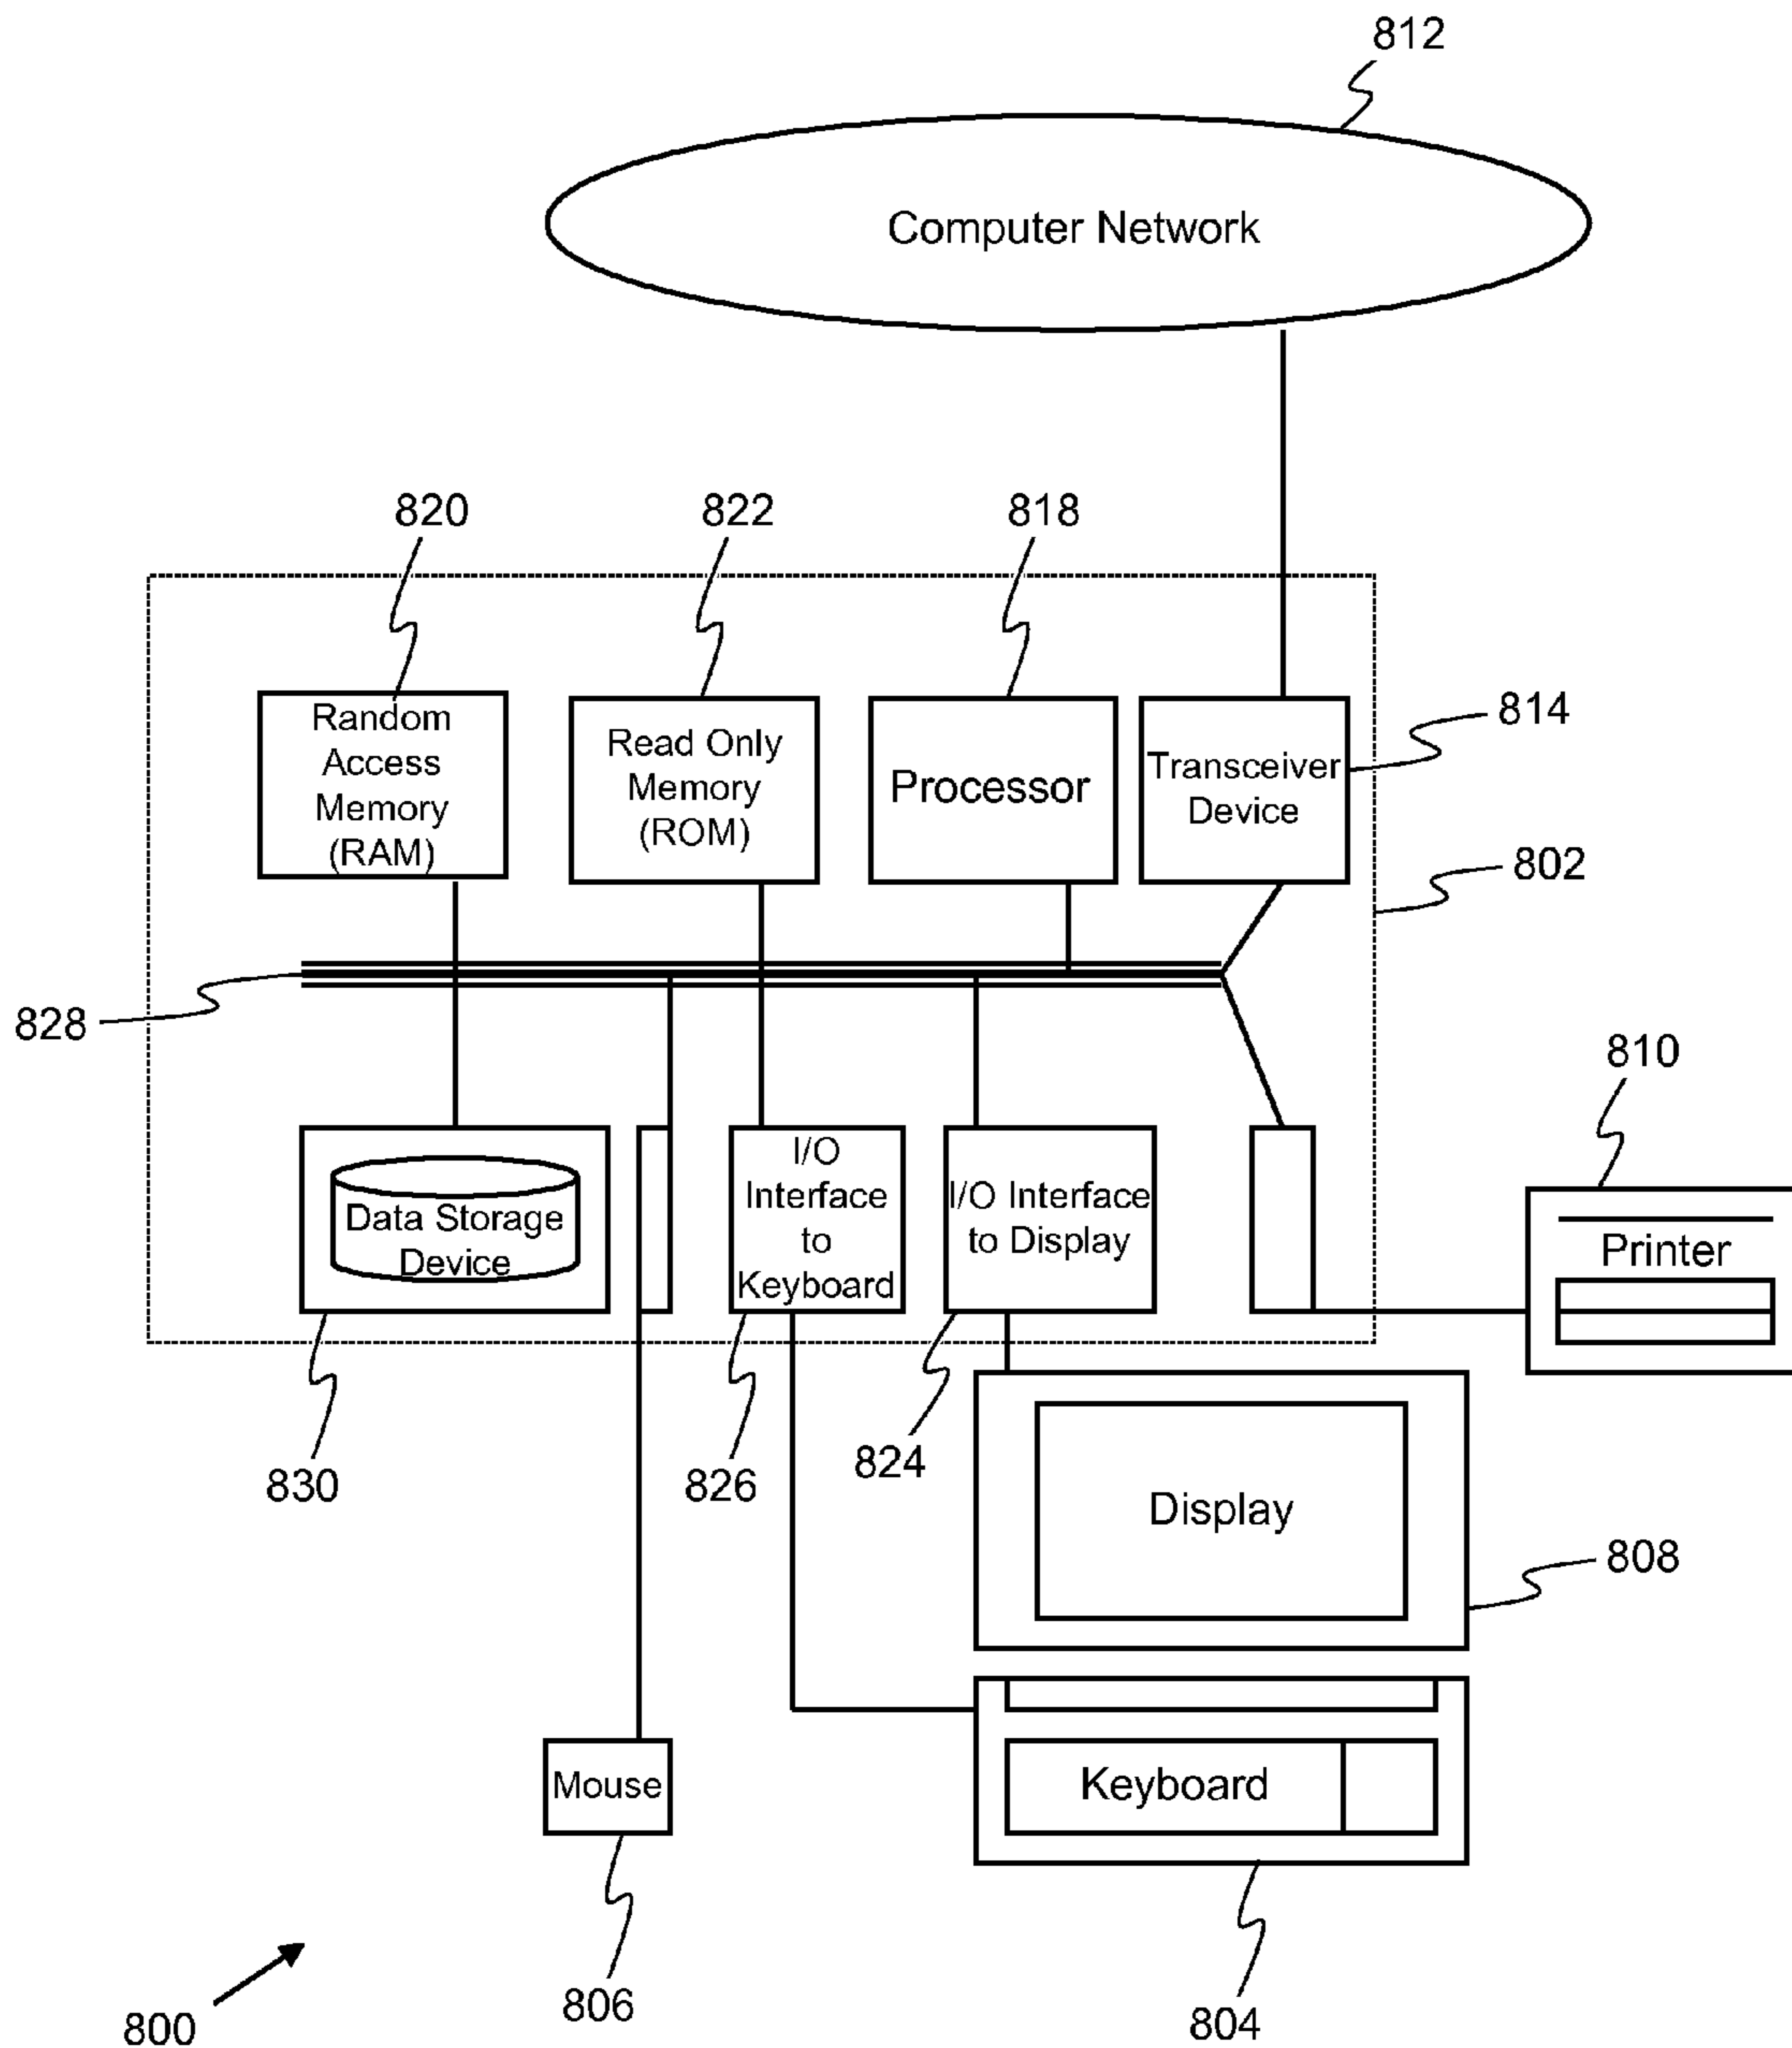 812
Computer Network
820
822
818
Random
Access
Memory
(RAM)
Read Only
Memory
(ROM)
Processor
Transceiver
Device
814
802
828
810
Data Storage
Device
I/O
Interface
to
Keyboard
I/O Interface
to Display
Printer
830
826
824
Display
808
Mouse
Keyboard
806
804
800